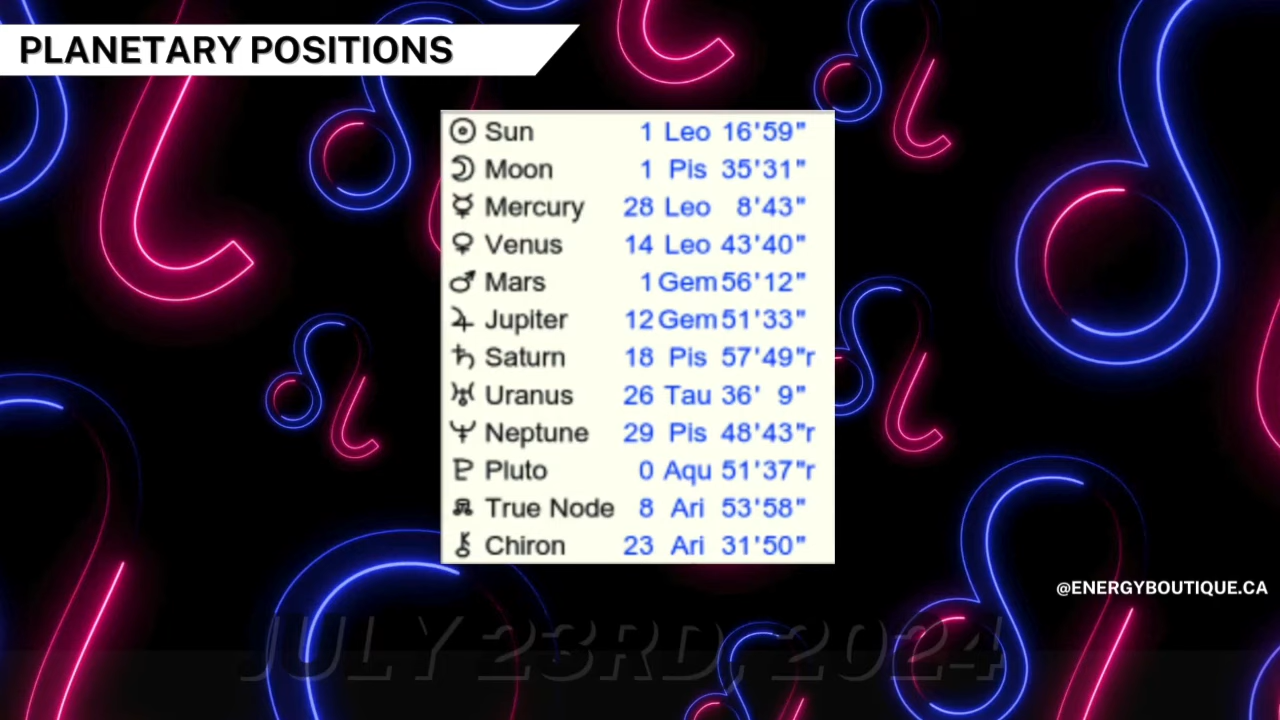 PLANETARY POSITIONS
Sun 1 Leo 16'59"
Moon 1 Pis 35'31"
Mercury 28 Leo 8'43"
Venus 14 Leo 43'40"
Mars 1 Gem 56'12"
Jupiter 12 Gem 51'33"
Saturn 18 Pis 57'49"r
Uranus 26 Tau 36' 9"
Neptune 29 Pis 48'43"r
Pluto 0 Aqu 51'37"r
True Node 8 Ari 53'58"
Chiron 23 Ari 31'50"
@ENERGYBOUTIQUE.CA
JULY 23RD, 2024